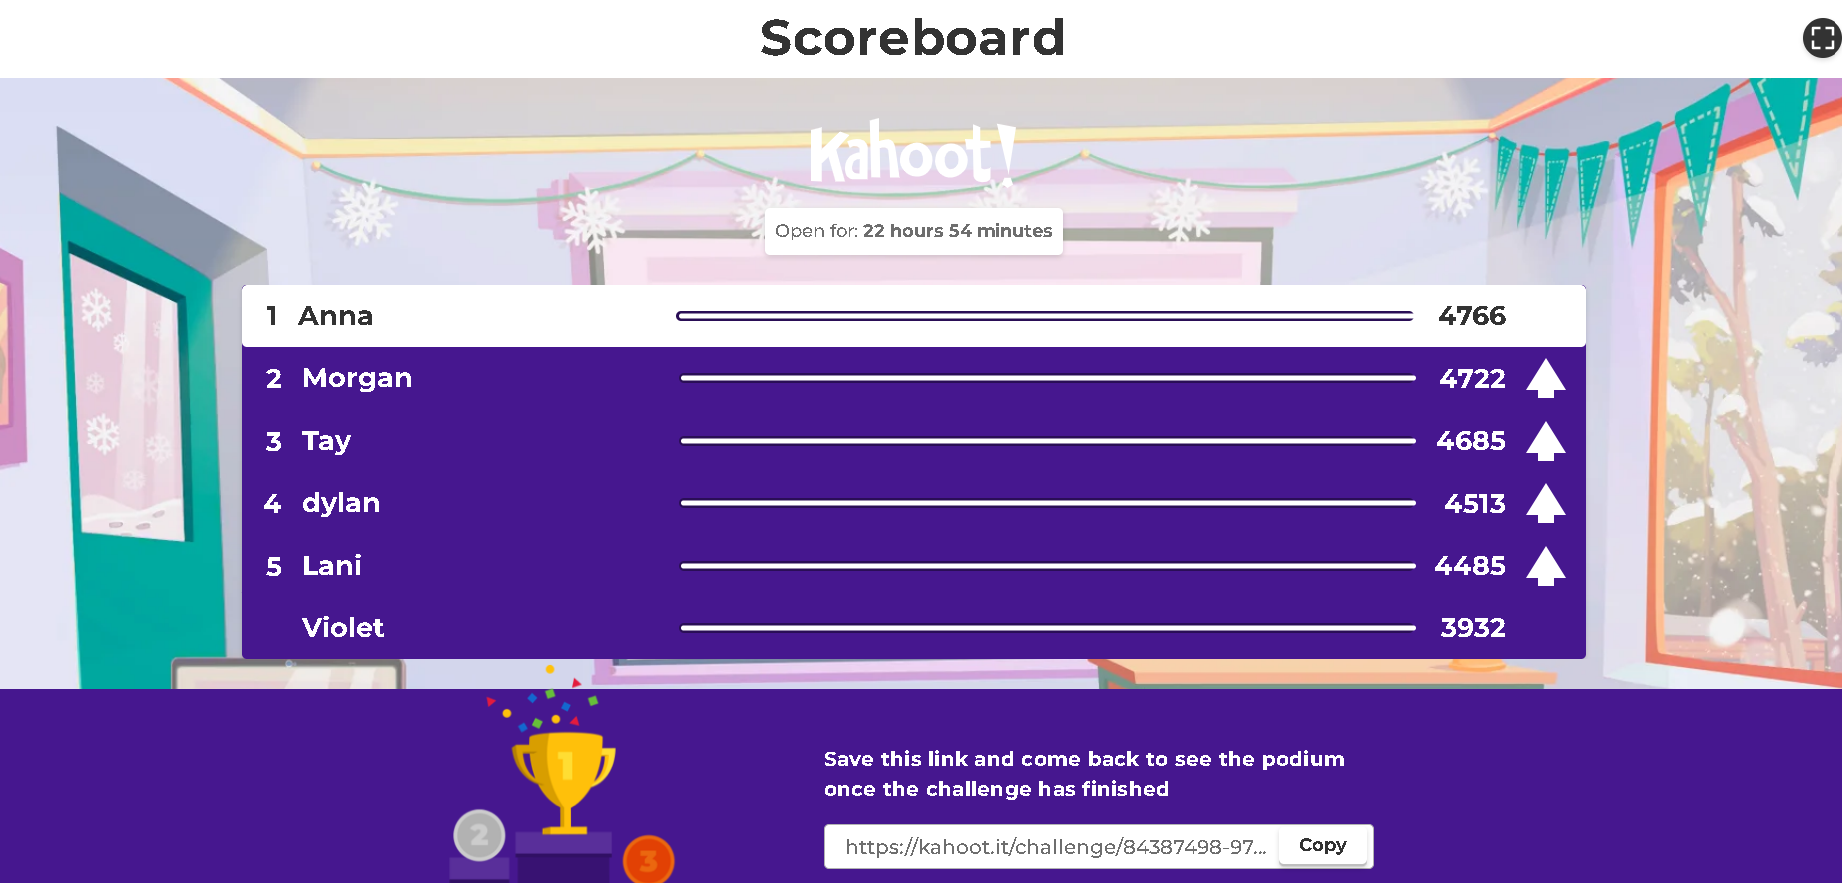 Scoreboard
Kahoot!
Open for: 22 hours 54 minutes
1 Anna 4766
2 Morgan 4722
3 Tay 4685
4 dylan 4513
5 Lani 4485
Violet 3932
1
2
3
Save this link and come back to see the podium
once the challenge has finished
https://kahoot.it/challenge/84387498-97... Copy